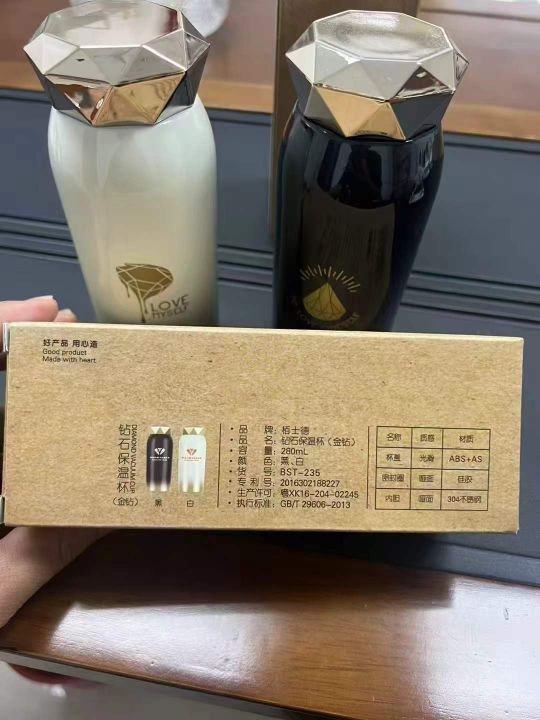 LOVE
MYSELF
好产品 用心造
Good product
Made with heart
钻石保温杯
DIAMOND VACUUM CUP
（金钻）
黑 白
· 品 牌：栢士德
· 品 名：钻石保温杯（金钻）
· 容 量：280mL
· 颜 色：黑、白
· 货 号：BST-235
· 专 利 号：2016302188227
· 生产许可：粤XK16-204-02245
· 执行标准：GB/T 29606-2013
名称 质感 材质
杯盖 光滑 ABS+AS
密封圈 哑面 硅胶
内胆 哑面 304不锈钢